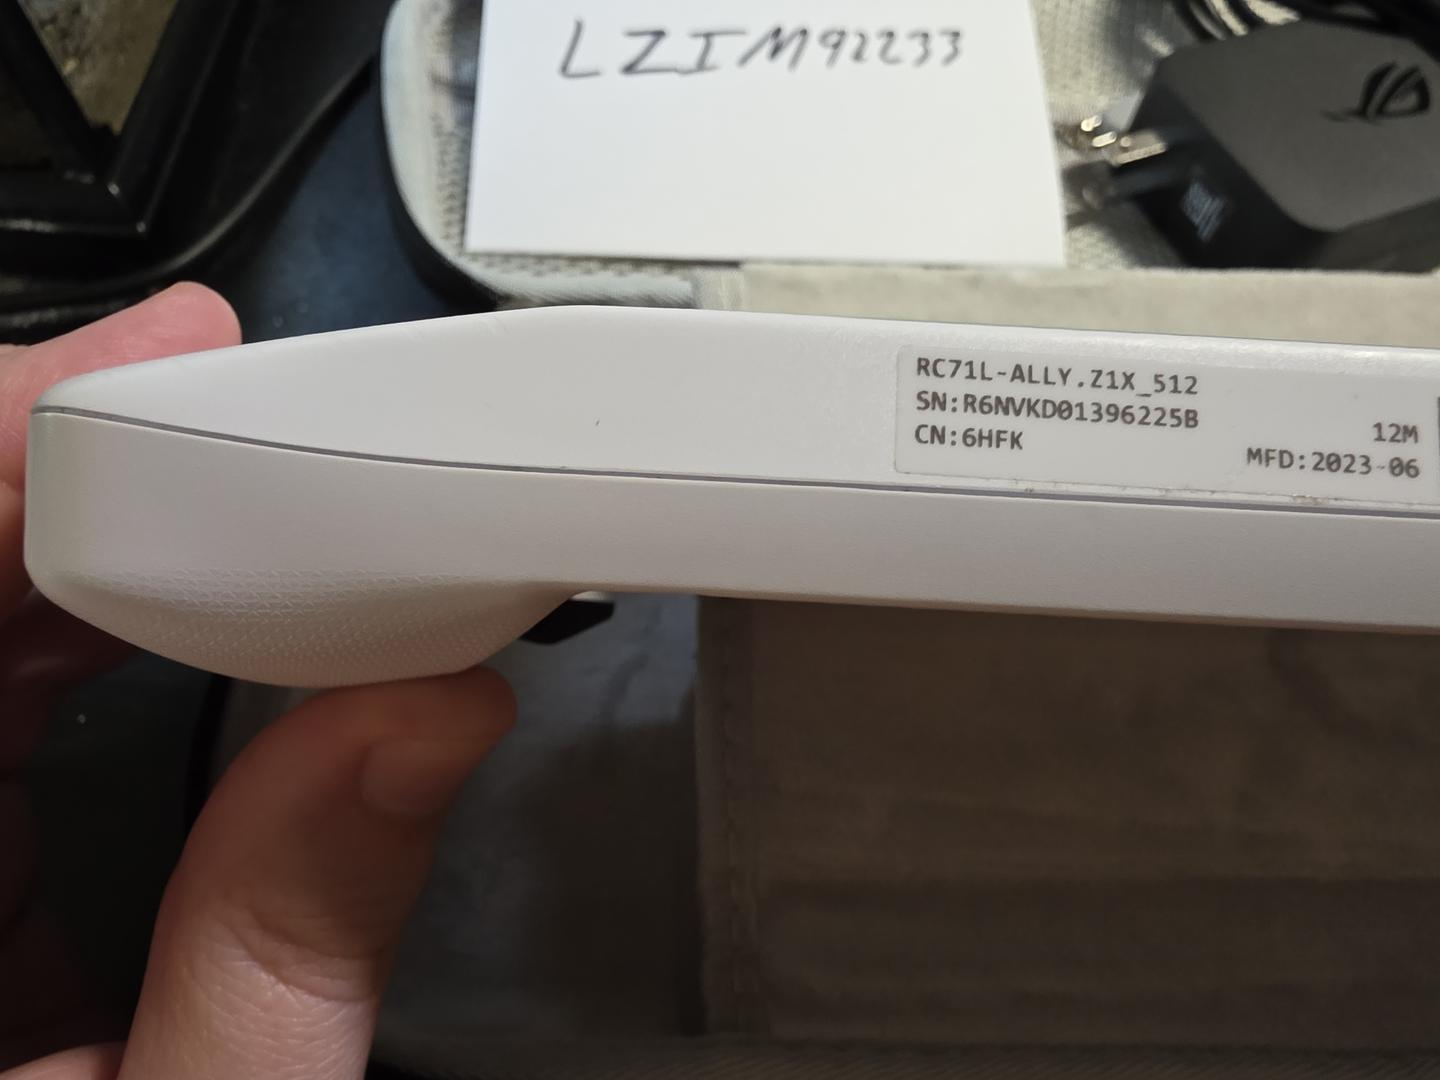 LZIM92233
RC71L-ALLY.Z1X_512
SN:R6NVKD01396225B
CN:6HFK
12M
MFD:2023-06